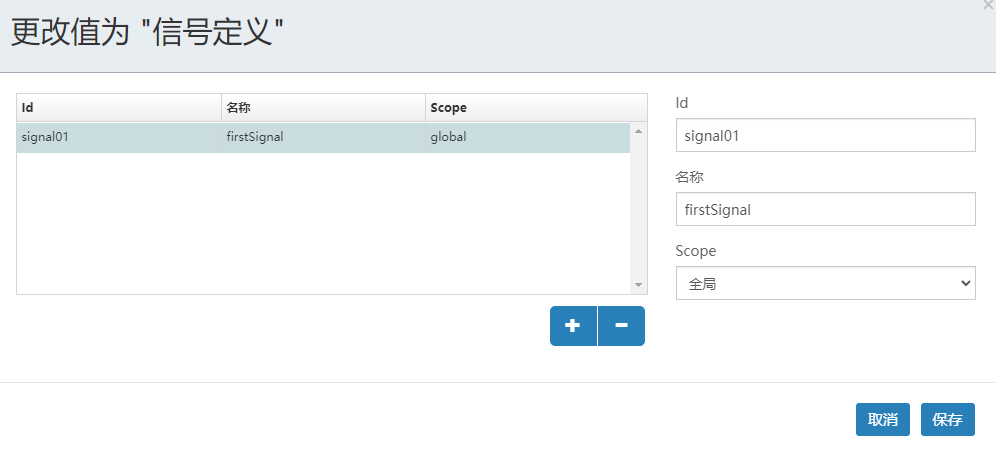 更改值为 "信号定义"
Id 名称 Scope
signal01 firstSignal global
Id
signal01
名称
firstSignal
Scope
全局
取消 保存